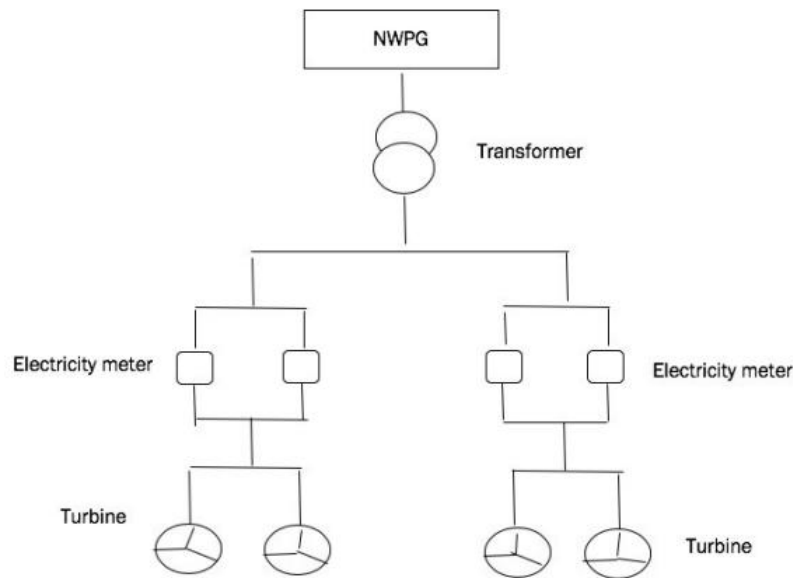 NWPG
Transformer
Electricity meter
Electricity meter
Turbine
Turbine